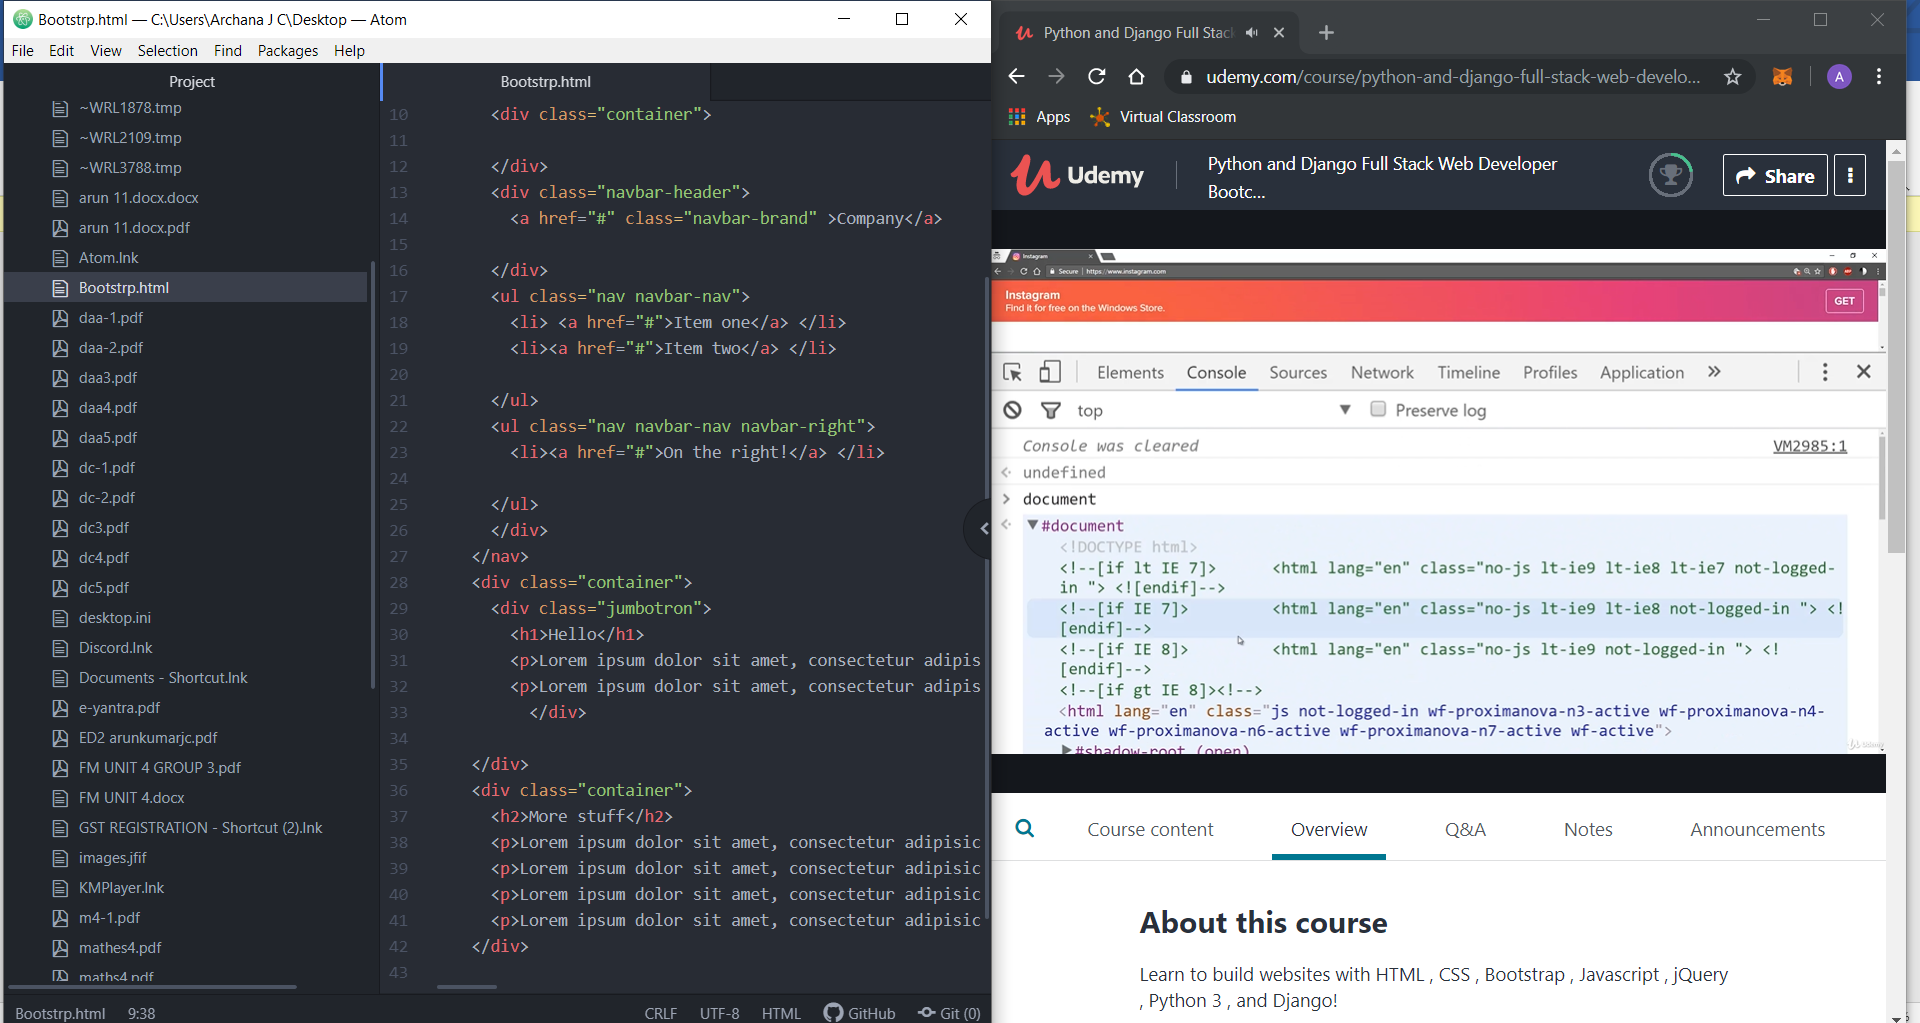 Bootstrp.html — C:\Users\Archana J C\Desktop — Atom
File Edit View Selection Find Packages Help
Project
~WRL1878.tmp
~WRL2109.tmp
~WRL3788.tmp
arun 11.docx.docx
arun 11.docx.pdf
Atom.lnk
Bootstrp.html
daa-1.pdf
daa-2.pdf
daa3.pdf
daa4.pdf
daa5.pdf
dc-1.pdf
dc-2.pdf
dc3.pdf
dc4.pdf
dc5.pdf
desktop.ini
Discord.lnk
Documents - Shortcut.lnk
e-yantra.pdf
ED2 arunkumarjc.pdf
FM UNIT 4 GROUP 3.pdf
FM UNIT 4.docx
GST REGISTRATION - Shortcut (2).lnk
images.jfif
KMPlayer.lnk
m4-1.pdf
mathes4.pdf
maths4.pdf
Bootstrp.html
10 <div class="container">
11
12 </div>
13 <div class="navbar-header">
14 <a href="#" class="navbar-brand" >Company</a>
15
16 </div>
17 <ul class="nav navbar-nav">
18 <li> <a href="#">Item one</a> </li>
19 <li><a href="#">Item two</a> </li>
20
21 </ul>
22 <ul class="nav navbar-nav navbar-right">
23 <li><a href="#">On the right!</a> </li>
24
25 </ul>
26 </div>
27 </nav>
28 <div class="container">
29 <div class="jumbotron">
30 <h1>Hello</h1>
31 <p>Lorem ipsum dolor sit amet, consectetur adipis
32 <p>Lorem ipsum dolor sit amet, consectetur adipis
33 </div>
34
35 </div>
36 <div class="container">
37 <h2>More stuff</h2>
38 <p>Lorem ipsum dolor sit amet, consectetur adipisic
39 <p>Lorem ipsum dolor sit amet, consectetur adipisic
40 <p>Lorem ipsum dolor sit amet, consectetur adipisic
41 <p>Lorem ipsum dolor sit amet, consectetur adipisic
42 </div>
43
Bootstrp.html 9:38 CRLF UTF-8 HTML GitHub Git (0)
Python and Django Full Stac
udemy.com/course/python-and-django-full-stack-web-develo... A
Apps Virtual Classroom
Udemy
Python and Django Full Stack Web Developer
Bootc...
Share
Instagram
Secure | https://www.instagram.com
Instagram
Find it for free on the Windows Store.
GET
Elements Console Sources Network Timeline Profiles Application »
top Preserve log
Console was cleared VM2985:1
undefined
document
#document
<!DOCTYPE html>
<!--[if lt IE 7]> <html lang="en" class="no-js lt-ie9 lt-ie8 lt-ie7 not-logged-
in "> <![endif]-->
<!--[if IE 7]> <html lang="en" class="no-js lt-ie9 lt-ie8 not-logged-in "> <!
[endif]-->
<!--[if IE 8]> <html lang="en" class="no-js lt-ie9 not-logged-in "> <!
[endif]-->
<!--[if gt IE 8]><!-->
<html lang="en" class="js not-logged-in wf-proximanova-n3-active wf-proximanova-n4-
active wf-proximanova-n6-active wf-proximanova-n7-active wf-active">
#shadow-root (open)
Udemy
Course content Overview Q&A Notes Announcements
About this course
Learn to build websites with HTML , CSS , Bootstrap , Javascript , jQuery
, Python 3 , and Django!